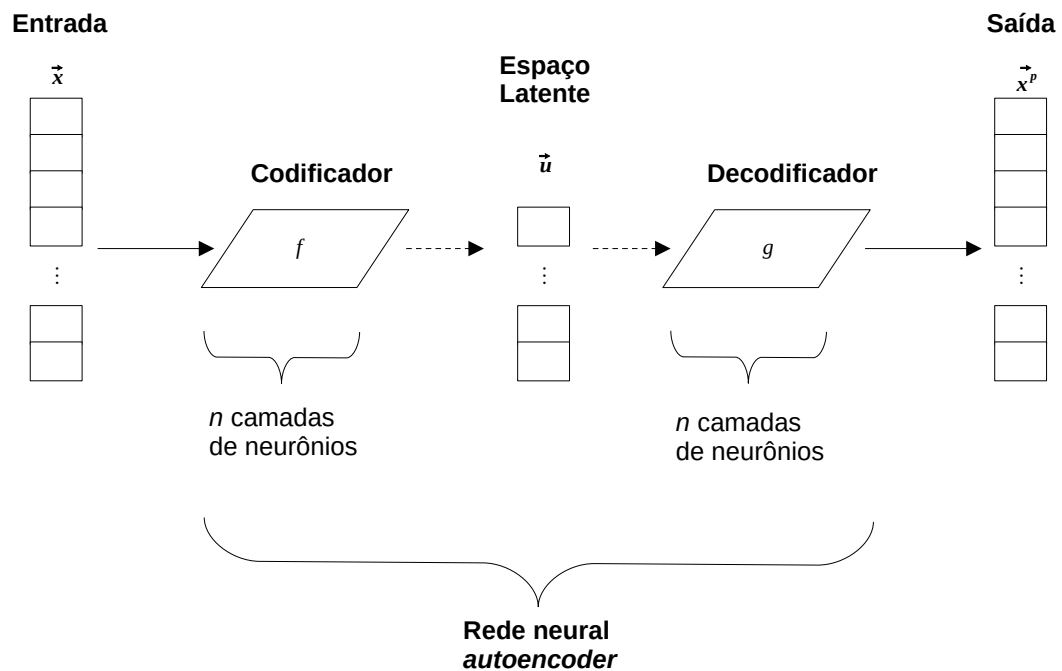 Entrada
Saída
x⃗
Espaço
Latente
x⃗ᵖ
Codificador
u⃗
Decodificador
f
g
⋮
⋮
⋮
n camadas
de neurônios
n camadas
de neurônios
Rede neural
autoencoder